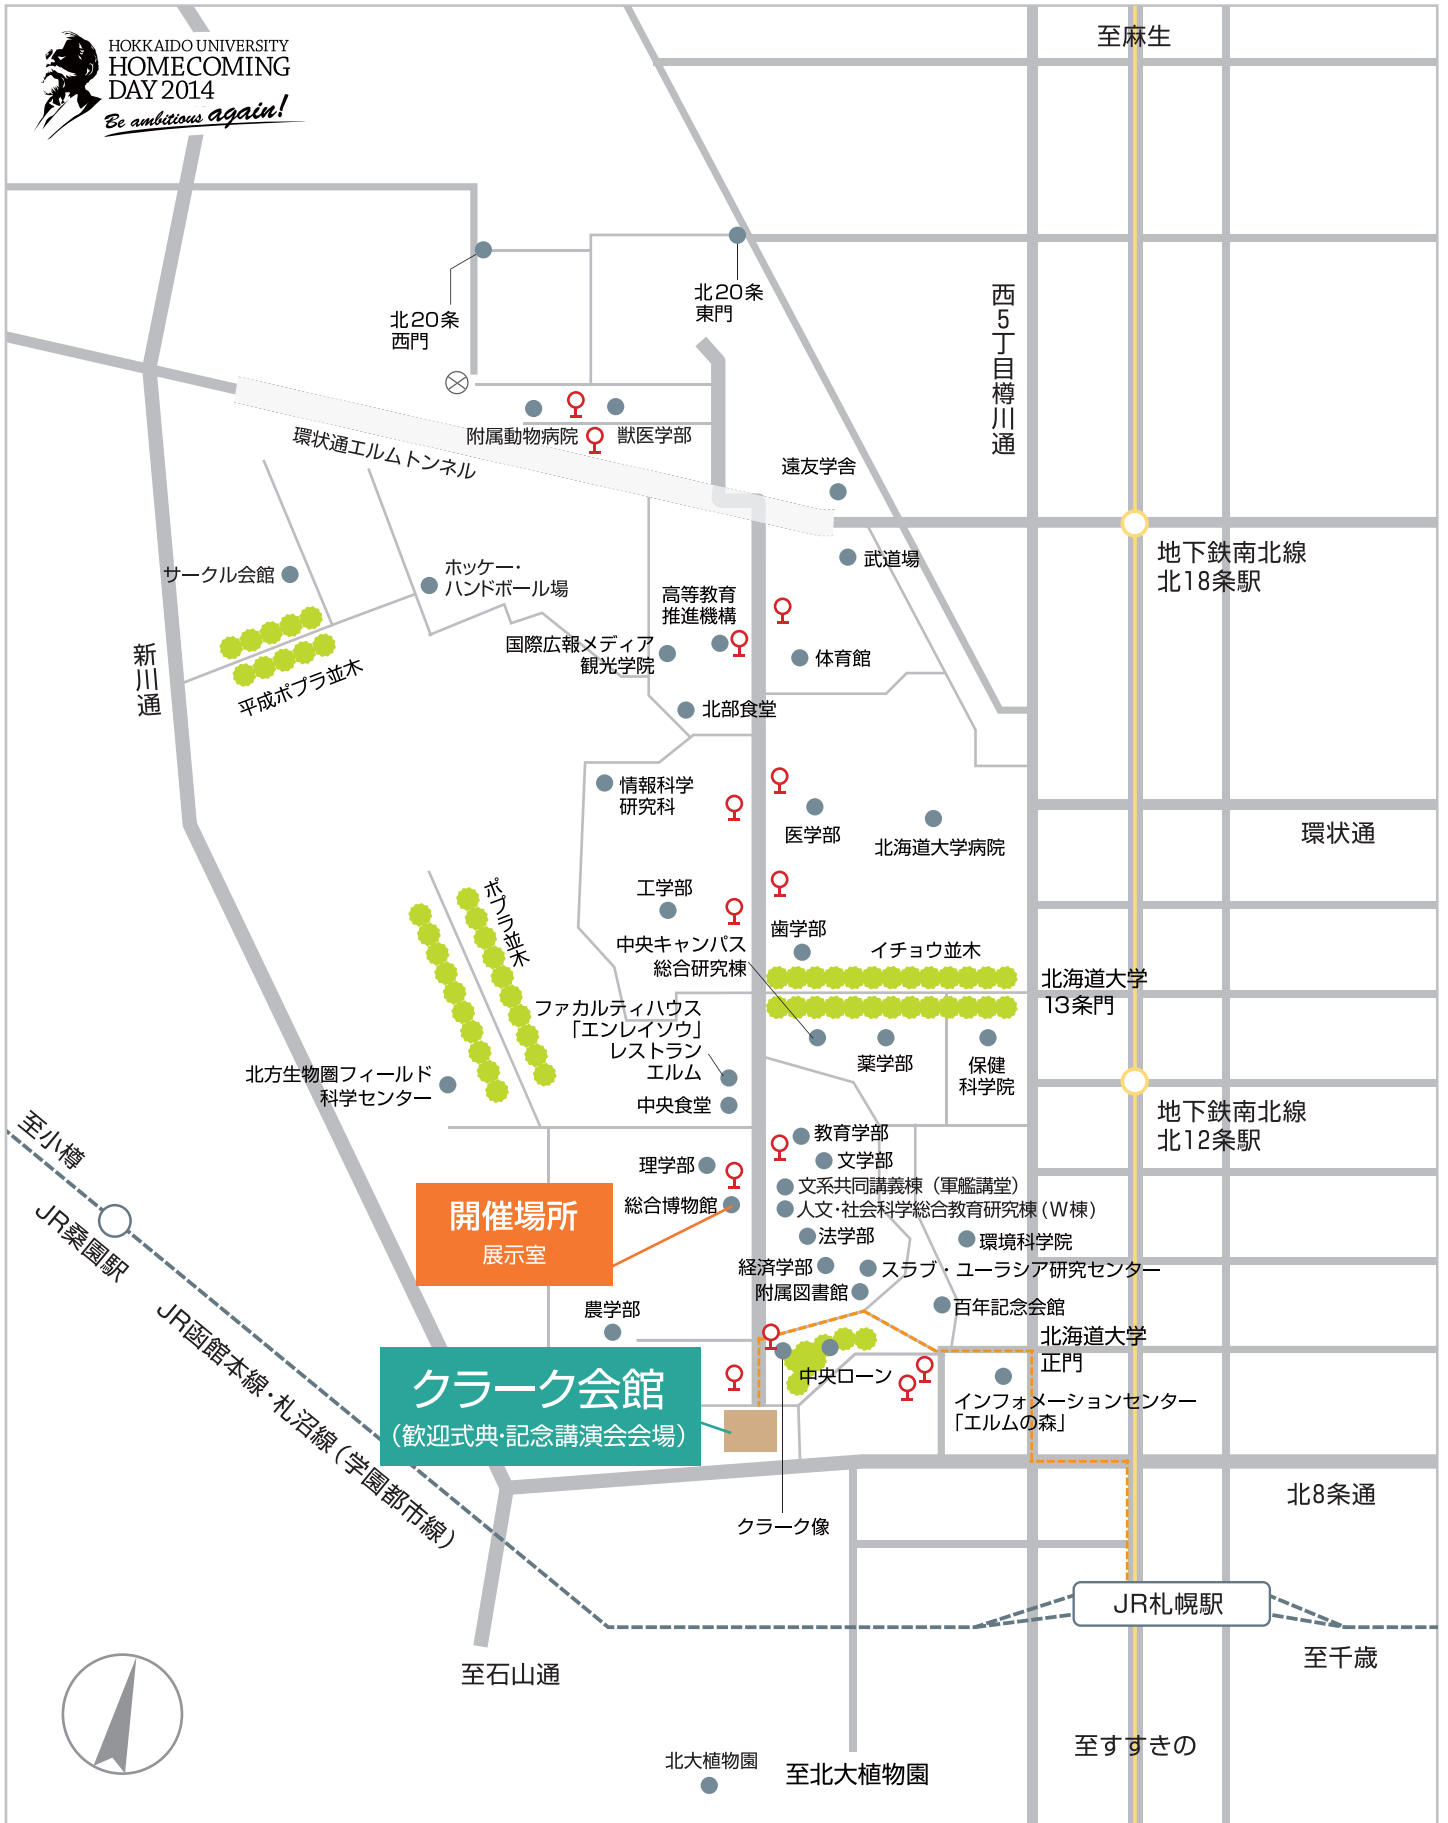 HOKKAIDO UNIVERSITY
HOMECOMING
DAY 2014
Be ambitious again!
至麻生
北20条
西門
北20条
東門
西5丁目樽川通
環状通エルムトンネル
附属動物病院
獣医学部
遠友学舎
武道場
地下鉄南北線
北18条駅
サークル会館
ホッケー・
ハンドボール場
高等教育
推進機構
国際広報メディア
観光学院
体育館
平成ポプラ並木
新川通
北部食堂
情報科学
研究科
医学部
北海道大学病院
環状通
工学部
ポプラ並木
歯学部
中央キャンパス
総合研究棟
イチョウ並木
北海道大学
13条門
ファカルティハウス
「エンレイソウ」
レストラン
エルム
薬学部
保健
科学院
北方生物圏フィールド
科学センター
中央食堂
地下鉄南北線
北12条駅
至小樽
教育学部
文学部
理学部
文系共同講義棟（軍艦講堂）
総合博物館
人文・社会科学総合教育研究棟（W棟）
開催場所
展示室
JR桑園駅
法学部
環境科学院
経済学部
スラブ・ユーラシア研究センター
附属図書館
百年記念会館
農学部
北海道大学
正門
JR函館本線・札沼線（学園都市線）
クラーク会館
（歓迎式典・記念講演会会場）
中央ローン
インフォメーションセンター
「エルムの森」
北8条通
クラーク像
JR札幌駅
至千歳
至石山通
至すすきの
北大植物園
至北大植物園